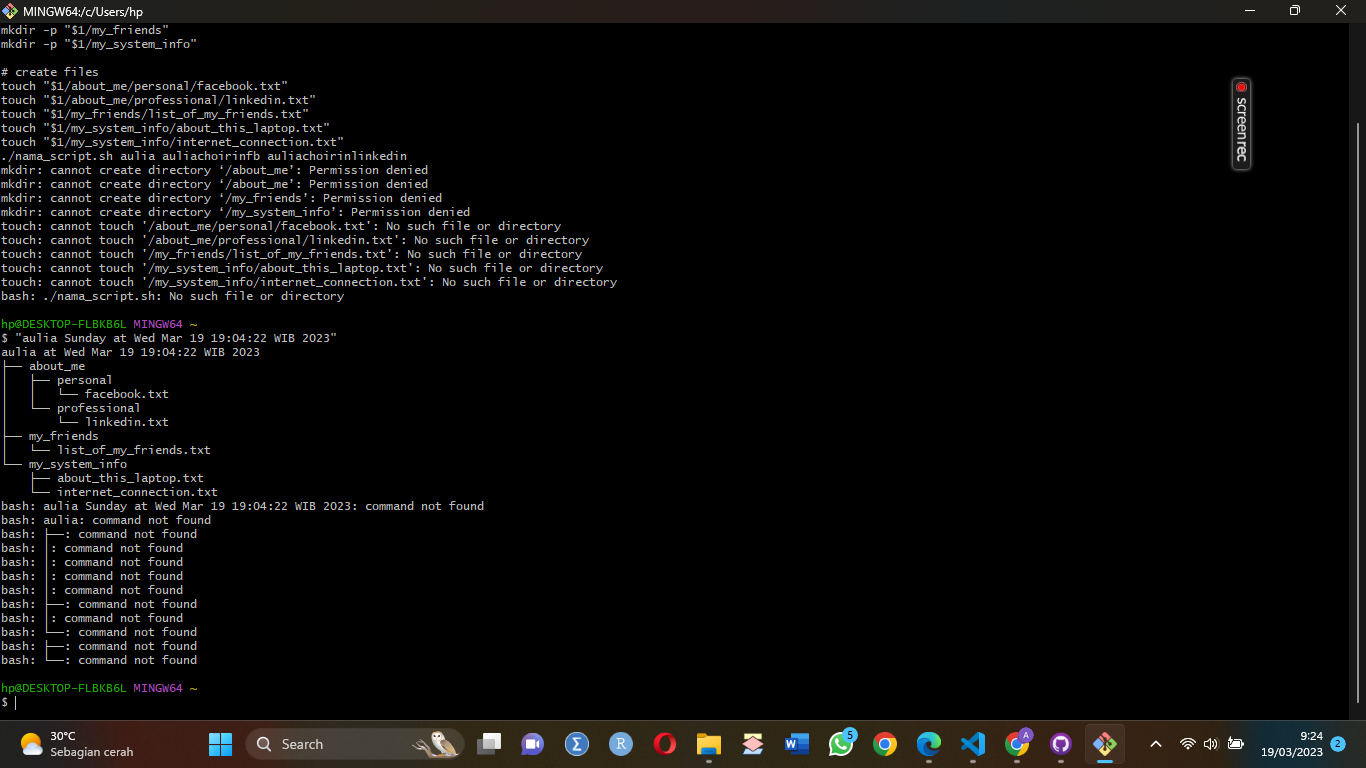 MINGW64:/c/Users/hp
mkdir -p "$1/my_friends"
mkdir -p "$1/my_system_info"
# create files
touch "$1/about_me/personal/facebook.txt"
touch "$1/about_me/professional/linkedin.txt"
touch "$1/my_friends/list_of_my_friends.txt"
touch "$1/my_system_info/about_this_laptop.txt"
touch "$1/my_system_info/internet_connection.txt"
./nama_script.sh aulia auliachoirinfb auliachoirinlinkedin
mkdir: cannot create directory ‘/about_me’: Permission denied
mkdir: cannot create directory ‘/about_me’: Permission denied
mkdir: cannot create directory ‘/my_friends’: Permission denied
mkdir: cannot create directory ‘/my_system_info’: Permission denied
touch: cannot touch '/about_me/personal/facebook.txt': No such file or directory
touch: cannot touch '/about_me/professional/linkedin.txt': No such file or directory
touch: cannot touch '/my_friends/list_of_my_friends.txt': No such file or directory
touch: cannot touch '/my_system_info/about_this_laptop.txt': No such file or directory
touch: cannot touch '/my_system_info/internet_connection.txt': No such file or directory
bash: ./nama_script.sh: No such file or directory
hp@DESKTOP-FLBKB6L MINGW64 ~
$ "aulia Sunday at Wed Mar 19 19:04:22 WIB 2023"
aulia at Wed Mar 19 19:04:22 WIB 2023
├── about_me
│   ├── personal
│   │   └── facebook.txt
│   └── professional
│       └── linkedin.txt
├── my_friends
│   └── list_of_my_friends.txt
└── my_system_info
    ├── about_this_laptop.txt
    └── internet_connection.txt
bash: aulia Sunday at Wed Mar 19 19:04:22 WIB 2023: command not found
bash: aulia: command not found
bash: ├──: command not found
bash: │: command not found
bash: │: command not found
bash: │: command not found
bash: │: command not found
bash: ├──: command not found
bash: │: command not found
bash: └──: command not found
bash: ├──: command not found
bash: └──: command not found
hp@DESKTOP-FLBKB6L MINGW64 ~
$
screenrec
30°C
Sebagian cerah
Search
5
A
9:24
19/03/2023
2